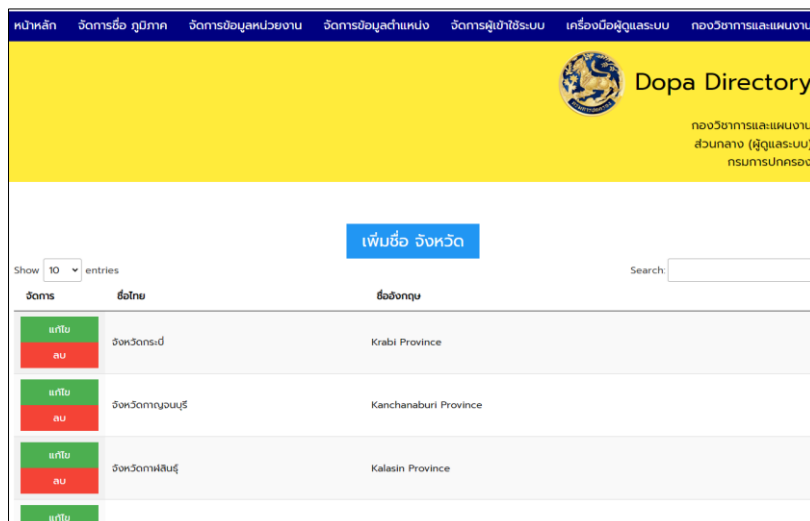 หน้าหลัก จัดการชื่อ ภูมิภาค จัดการข้อมูลหน่วยงาน จัดการข้อมูลตำแหน่ง จัดการผู้เข้าใช้ระบบ เครื่องมือผู้ดูแลระบบ กองวิชาการและแผนงาน
Dopa Directory
กองวิชาการและแผนงาน
ส่วนกลาง (ผู้ดูแลระบบ)
กรมการปกครอง
เพิ่มชื่อ จังหวัด
Show 10 entries Search:
จัดการ ชื่อไทย ชื่ออังกฤษ
แก้ไข
ลบ
จังหวัดกระบี่ Krabi Province
แก้ไข
ลบ
จังหวัดกาญจนบุรี Kanchanaburi Province
แก้ไข
ลบ
จังหวัดกาฬสินธุ์ Kalasin Province
แก้ไข